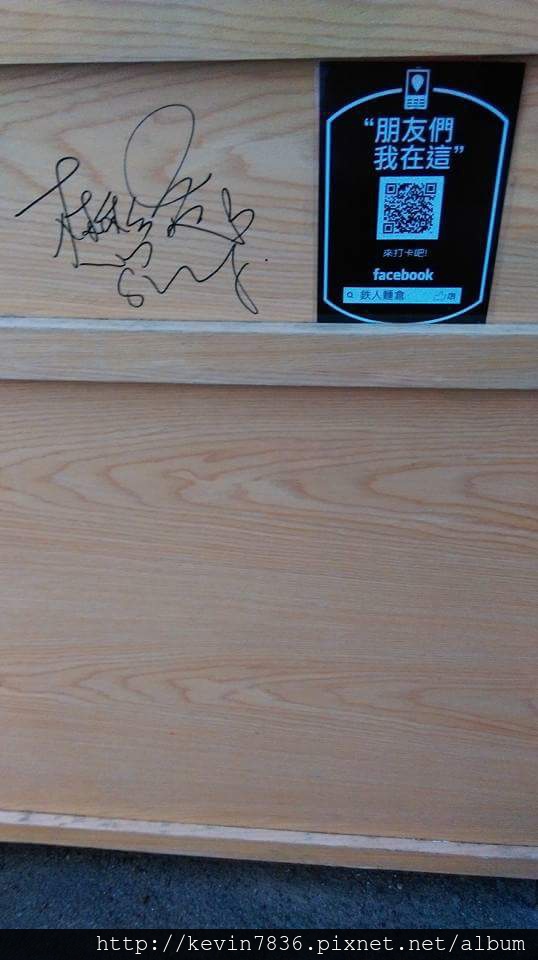 “朋友們
我在這”
來打卡吧!
facebook
鉄人麵倉
http://kevin7836.pixnet.net/album